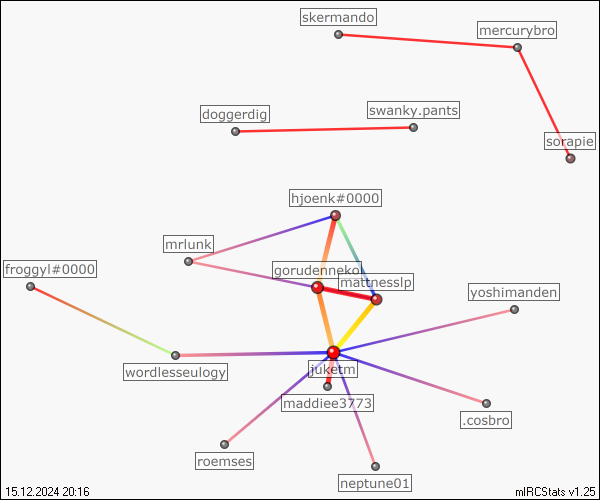 skermando
mercurybro
doggerdig
swanky.pants
sorapie
hjoenk#0000
mrlunk
froggyl#0000
gorudenneko
mattnesslp
yoshimanden
wordlesseulogy
juketm
maddiee3773
.cosbro
roemses
neptune01
15.12.2024 20:16
mIRCStats v1.25